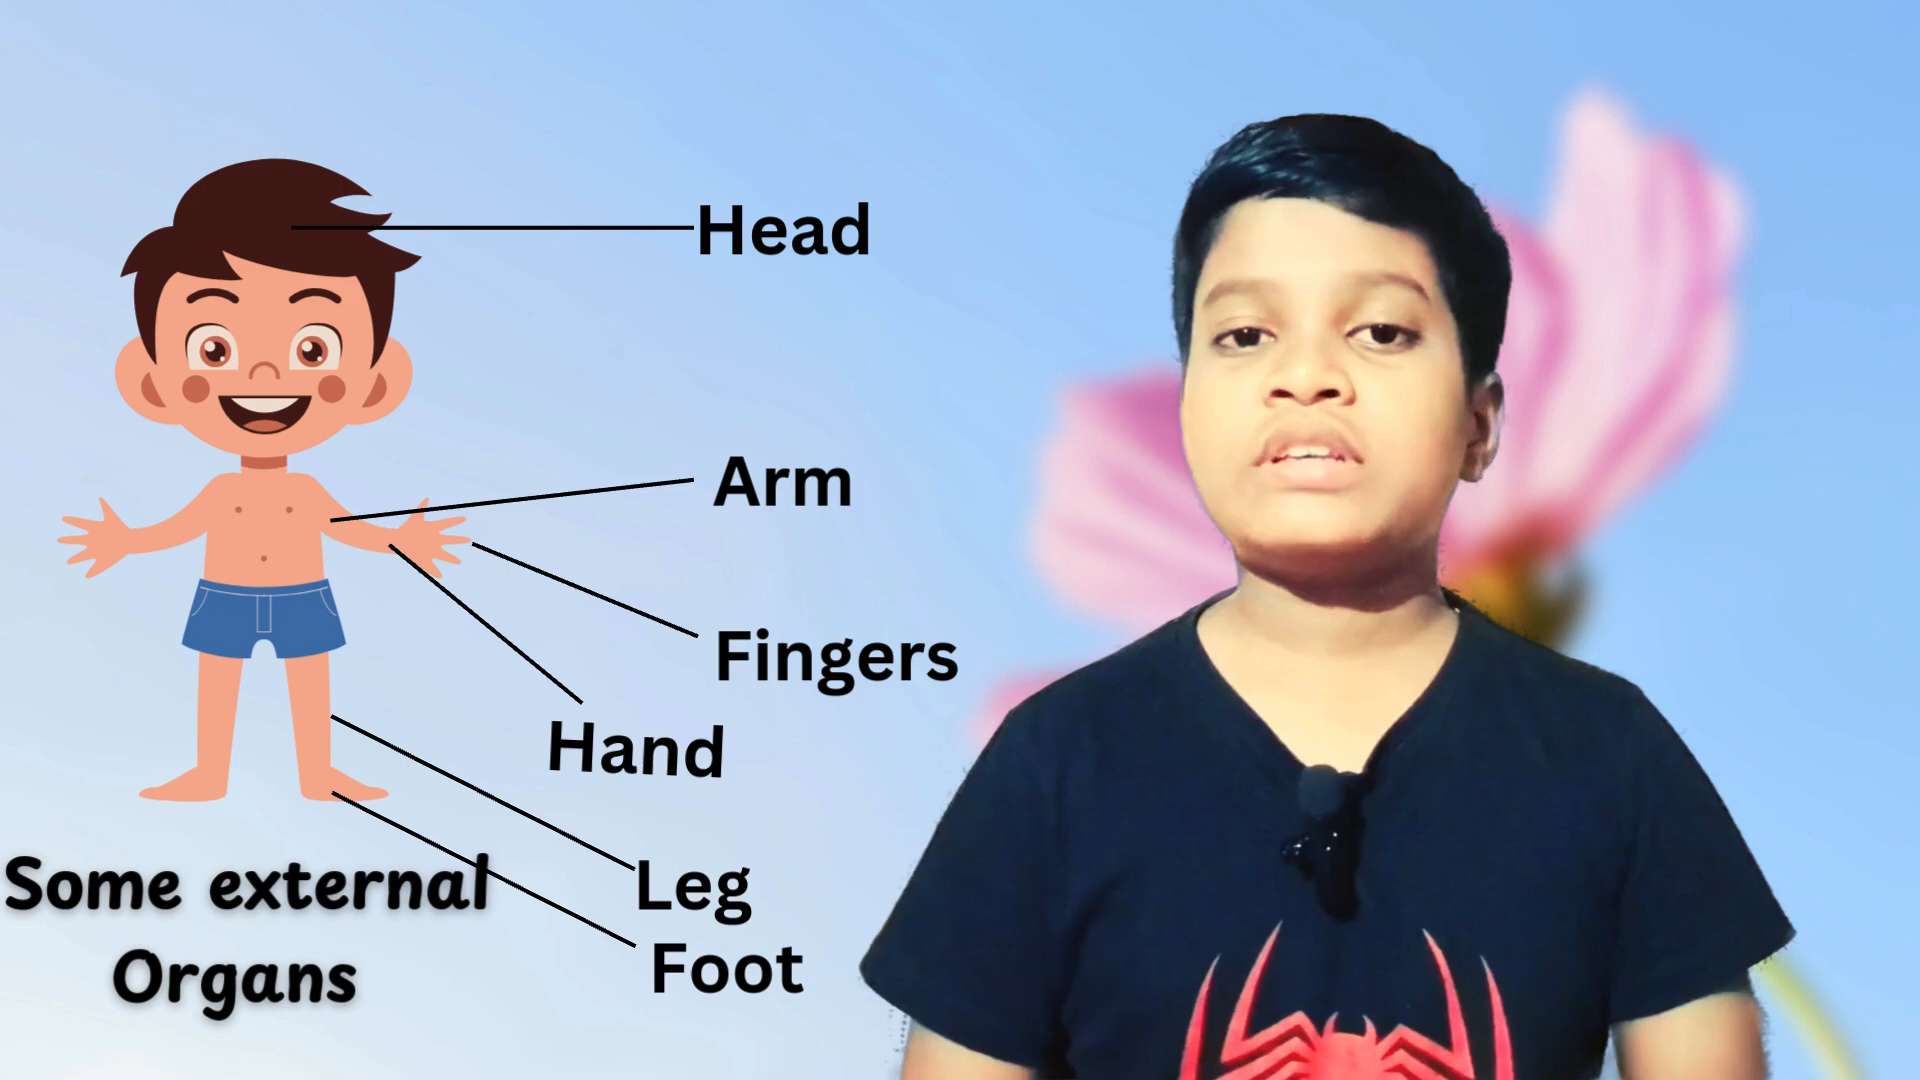 Head
Arm
Fingers
Hand
Leg
Foot
Some external
Organs